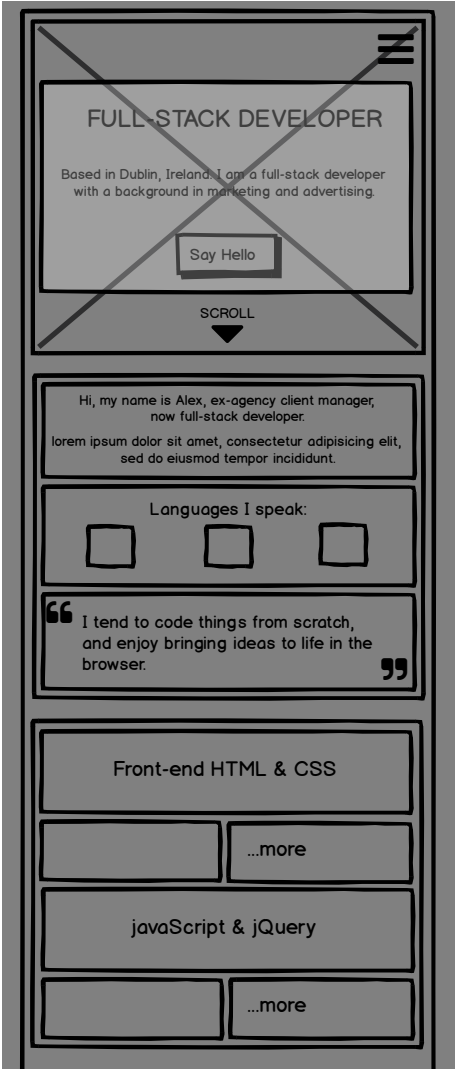 FULL-STACK DEVELOPER
Based in Dublin, Ireland. I am a full-stack developer
with a background in marketing and advertising.
Say Hello
SCROLL
Hi, my name is Alex, ex-agency client manager,
now full-stack developer.
lorem ipsum dolor sit amet, consectetur adipisicing elit,
sed do eiusmod tempor incididunt.
Languages I speak:
❝ I tend to code things from scratch,
and enjoy bringing ideas to life in the
browser. ❞
Front-end HTML & CSS
...more
javaScript & jQuery
...more